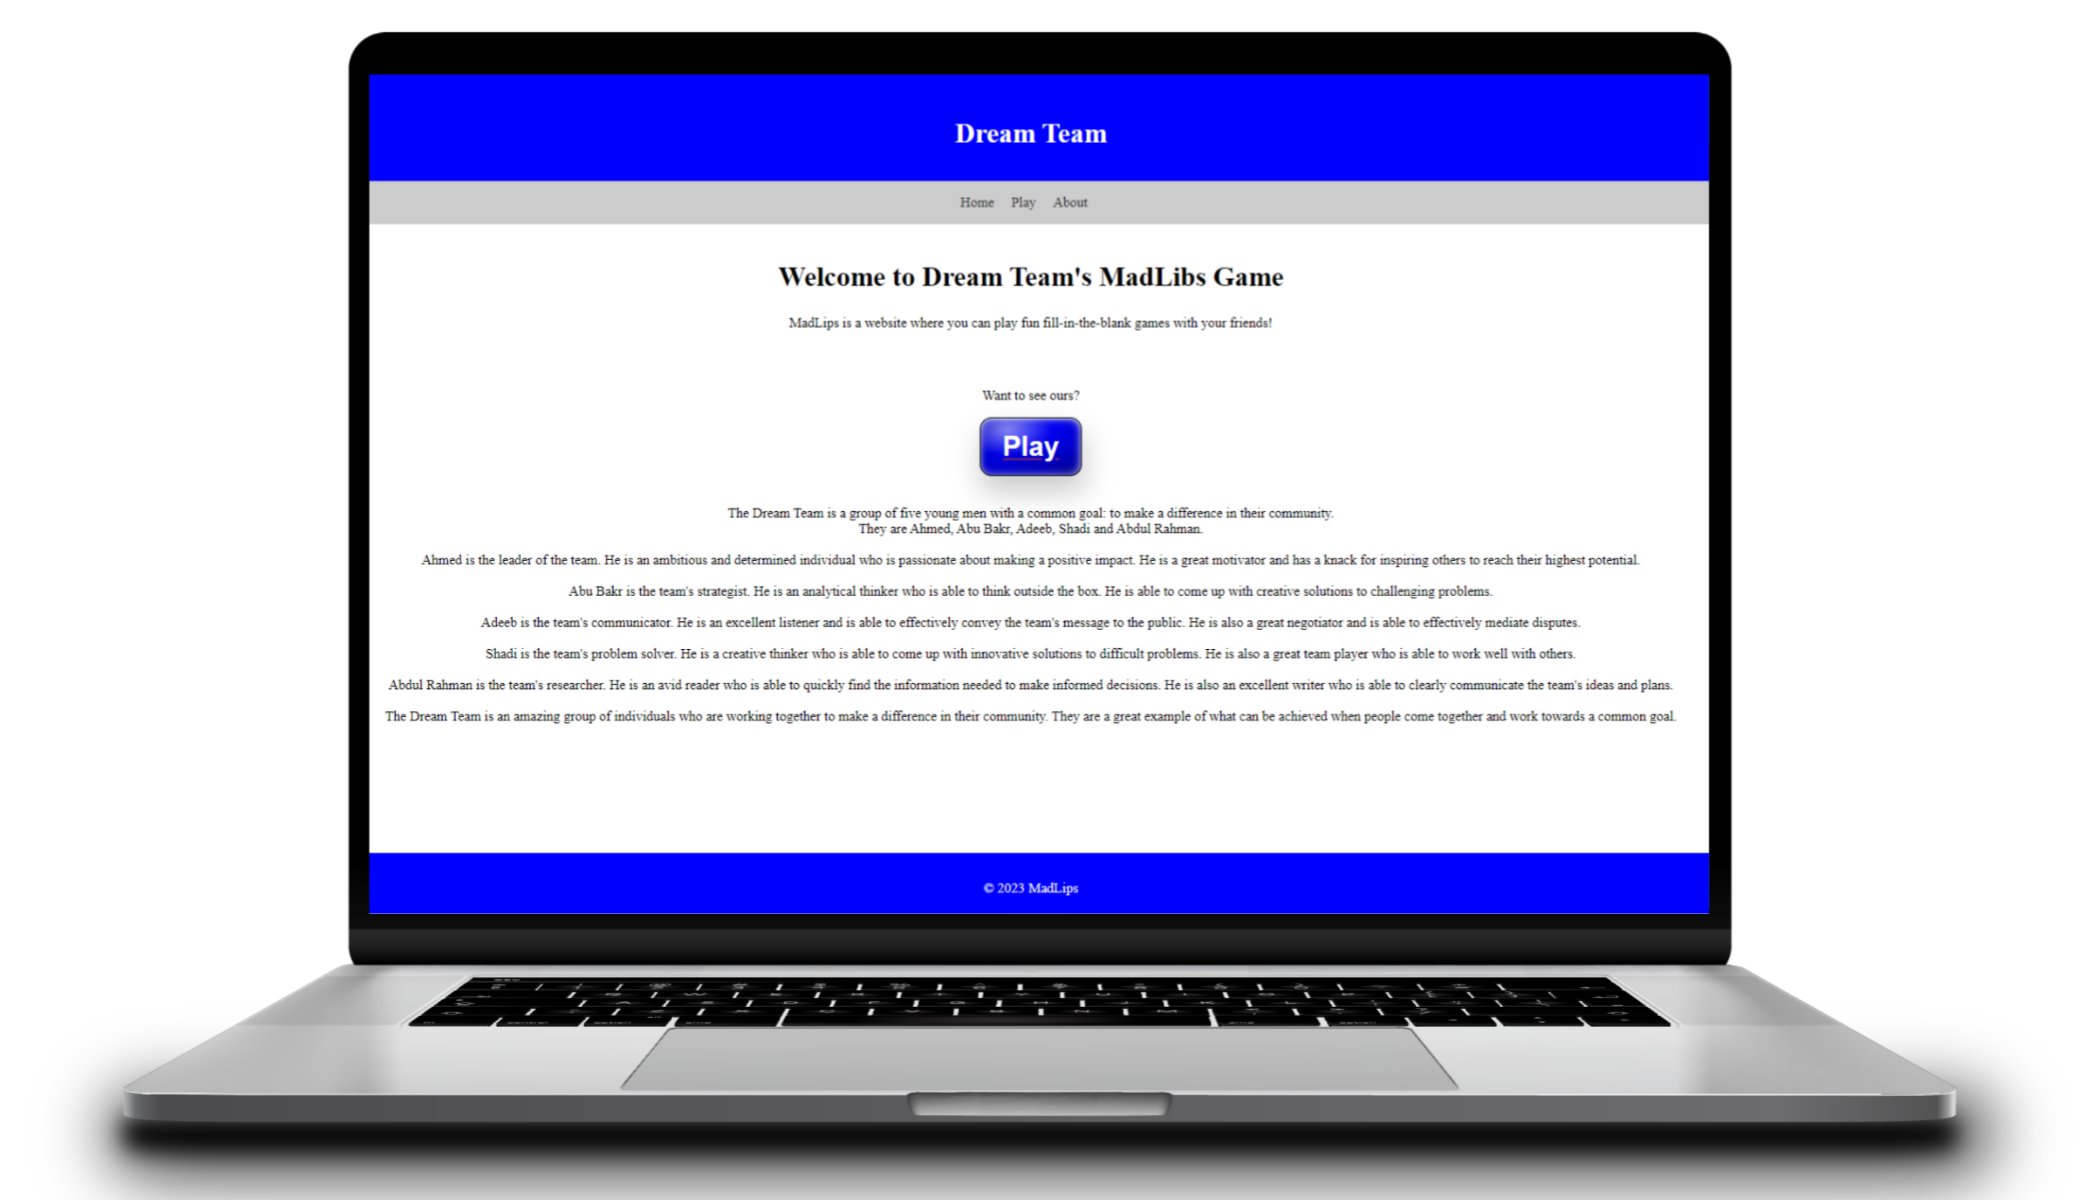 Dream Team
Home Play About
Welcome to Dream Team's MadLibs Game
MadLips is a website where you can play fun fill-in-the-blank games with your friends!
Want to see ours?
Play
The Dream Team is a group of five young men with a common goal: to make a difference in their community.
They are Ahmed, Abu Bakr, Adeeb, Shadi and Abdul Rahman.
Ahmed is the leader of the team. He is an ambitious and determined individual who is passionate about making a positive impact. He is a great motivator and has a knack for inspiring others to reach their highest potential.
Abu Bakr is the team's strategist. He is an analytical thinker who is able to think outside the box. He is able to come up with creative solutions to challenging problems.
Adeeb is the team's communicator. He is an excellent listener and is able to effectively convey the team's message to the public. He is also a great negotiator and is able to effectively mediate disputes.
Shadi is the team's problem solver. He is a creative thinker who is able to come up with innovative solutions to difficult problems. He is also a great team player who is able to work well with others.
Abdul Rahman is the team's researcher. He is an avid reader who is able to quickly find the information needed to make informed decisions. He is also an excellent writer who is able to clearly communicate the team's ideas and plans.
The Dream Team is an amazing group of individuals who are working together to make a difference in their community. They are a great example of what can be achieved when people come together and work towards a common goal.
© 2023 MadLips